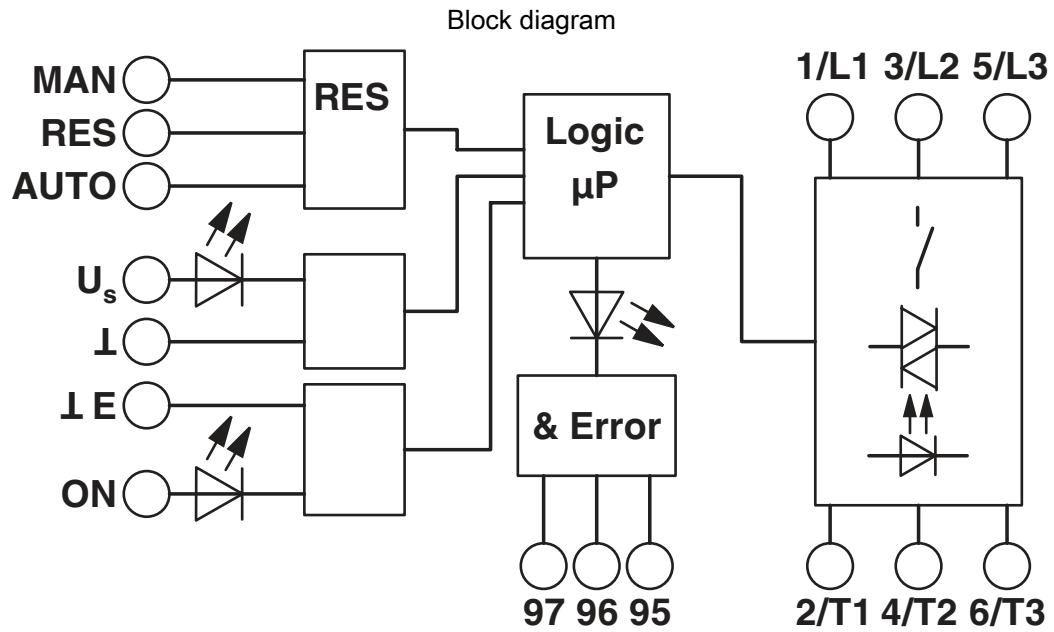 Block diagram
MAN
RES
AUTO
RES
Logic
µP
1/L1 3/L2 5/L3
Us
⊥
⊥ E
ON
& Error
97 96 95
2/T1 4/T2 6/T3